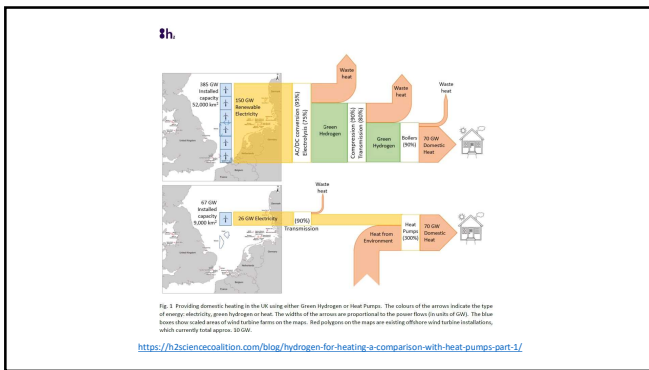 h₂
385 GW
Installed
capacity
52,000 km²
150 GW
Renewable
Electricity
AC/DC conversion (95%)
Electrolysis (75%)
Waste
heat
Green
Hydrogen
Compression (90%)
Transmission (80%)
Waste
heat
Green
Hydrogen
Boilers
(90%)
Waste
heat
70 GW
Domestic
Heat
67 GW
Installed
capacity
9,000 km²
26 GW Electricity
Waste
heat
(90%)
Transmission
Heat from
Environment
Heat
Pumps
(300%)
70 GW
Domestic
Heat
Fig. 1 Providing domestic heating in the UK using either Green Hydrogen or Heat Pumps. The colours of the arrows indicate the type
of energy: electricity, green hydrogen or heat. The widths of the arrows are proportional to the power flows (in units of GW). The blue
boxes show scaled areas of wind turbine farms on the maps. Red polygons on the maps are existing offshore wind turbine installations,
which currently total approx. 10 GW.
https://h2sciencecoalition.com/blog/hydrogen-for-heating-a-comparison-with-heat-pumps-part-1/